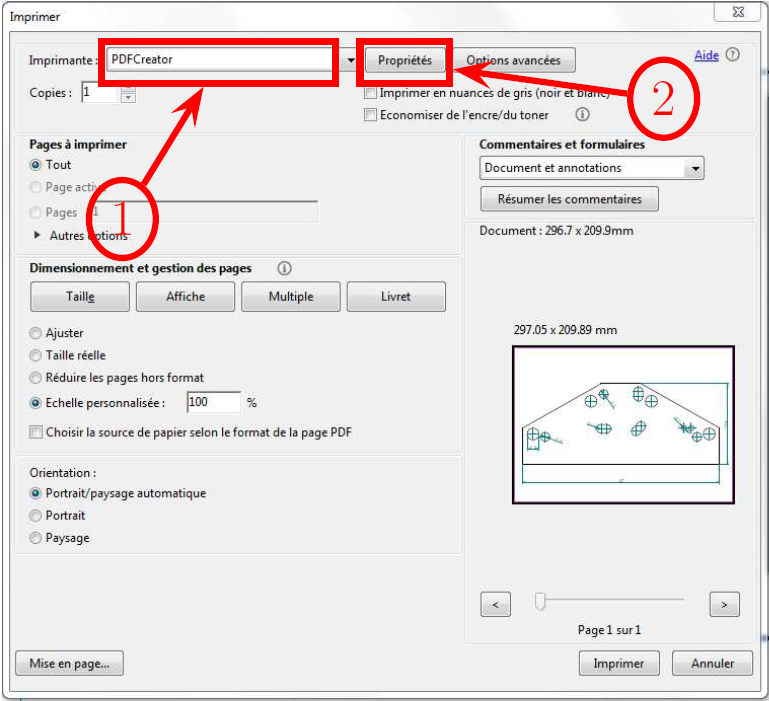 Imprimer
Imprimante : PDFCreator Propriétés Options avancées Aide
Copies : 1 Imprimer en nuances de gris (noir et blanc)
Economiser de l'encre/du toner
2
Pages à imprimer
Tout
Page active
Pages 1
Autres options
1
Commentaires et formulaires
Document et annotations
Résumer les commentaires
Document : 296.7 x 209.9mm
Dimensionnement et gestion des pages
Taille Affiche Multiple Livret
Ajuster
Taille réelle
Réduire les pages hors format
Echelle personnalisée : 100 %
Choisir la source de papier selon le format de la page PDF
297.05 x 209.89 mm
Orientation :
Portrait/paysage automatique
Portrait
Paysage
< >
Page 1 sur 1
Mise en page... Imprimer Annuler